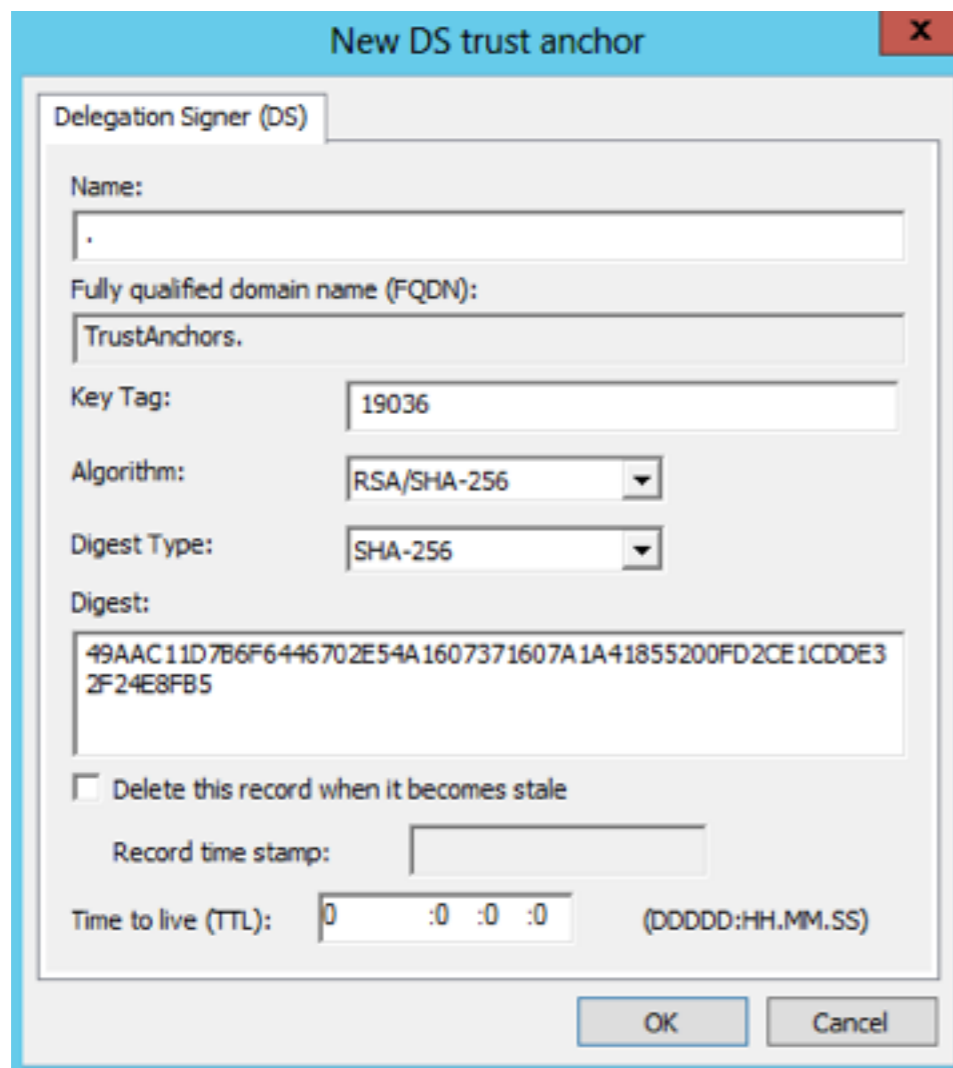 New DS trust anchor
x
Delegation Signer (DS)
Name:
.
Fully qualified domain name (FQDN):
TrustAnchors.
Key Tag:
19036
Algorithm:
RSA/SHA-256
Digest Type:
SHA-256
Digest:
49AAC11D7B6F6446702E54A1607371607A1A41855200FD2CE1CDDE3
2F24E8FB5
Delete this record when it becomes stale
Record time stamp:
Time to live (TTL): 0 :0 :0 :0 (DDDDD:HH.MM.SS)
OK Cancel